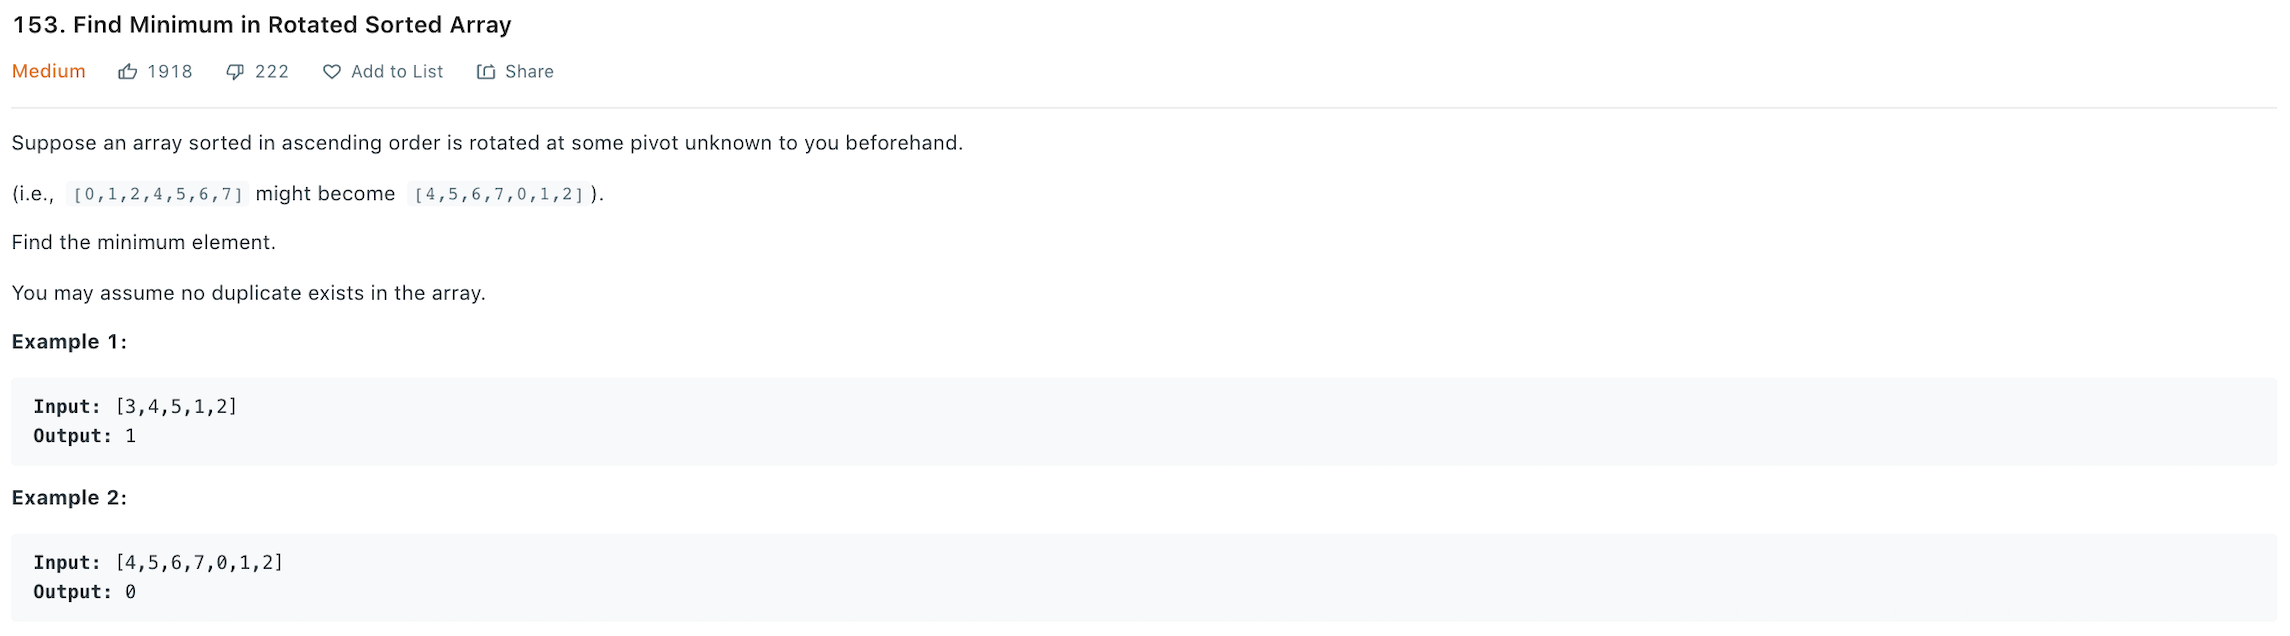 153. Find Minimum in Rotated Sorted Array
Medium 1918 222 Add to List Share
Suppose an array sorted in ascending order is rotated at some pivot unknown to you beforehand.
(i.e., [0,1,2,4,5,6,7] might become [4,5,6,7,0,1,2]).
Find the minimum element.
You may assume no duplicate exists in the array.
Example 1:
Input: [3,4,5,1,2]
Output: 1
Example 2:
Input: [4,5,6,7,0,1,2]
Output: 0